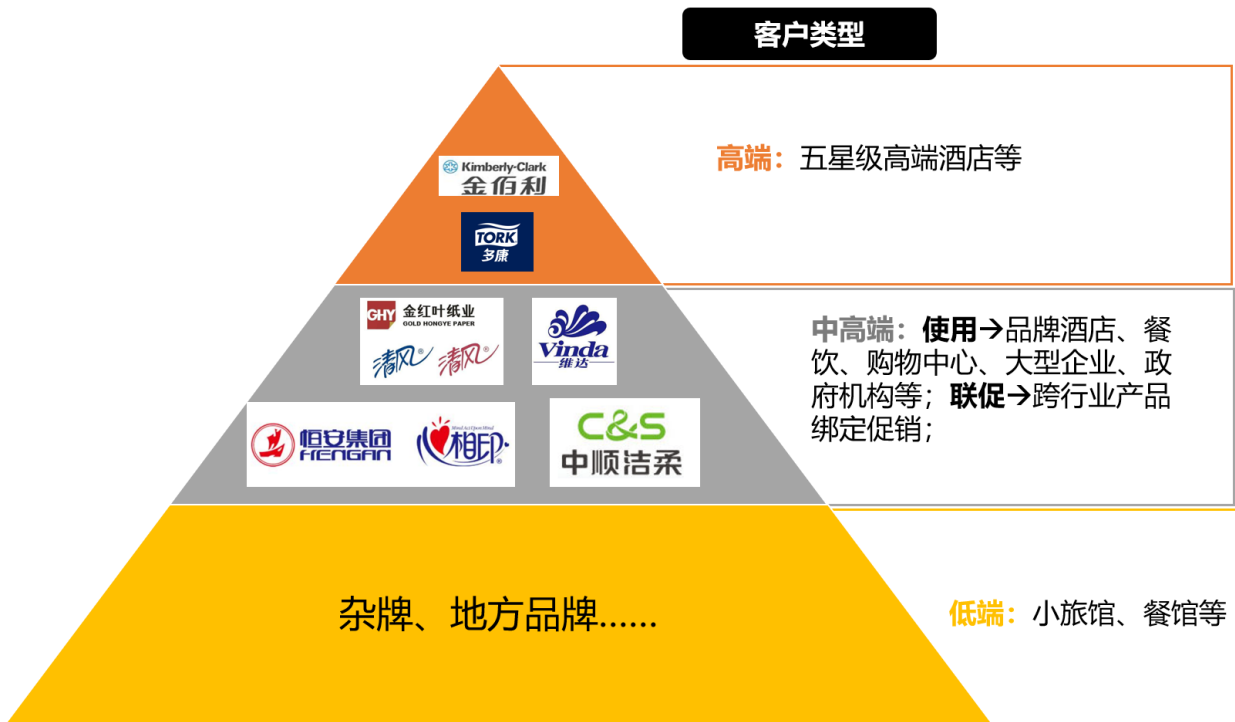 客户类型
Kimberly-Clark
金佰利
高端：五星级高端酒店等
TORK
多康
GHY 金红叶纸业
GOLD HONGYE PAPER
清风® 清风®
Vinda
维达
中高端：使用→品牌酒店、餐
饮、购物中心、大型企业、政
府机构等；联促→跨行业产品
绑定促销；
恒安集团
HENGAN
Mind Act Upon Mind
心相印®
C&S
中顺洁柔
杂牌、地方品牌......
低端：小旅馆、餐馆等